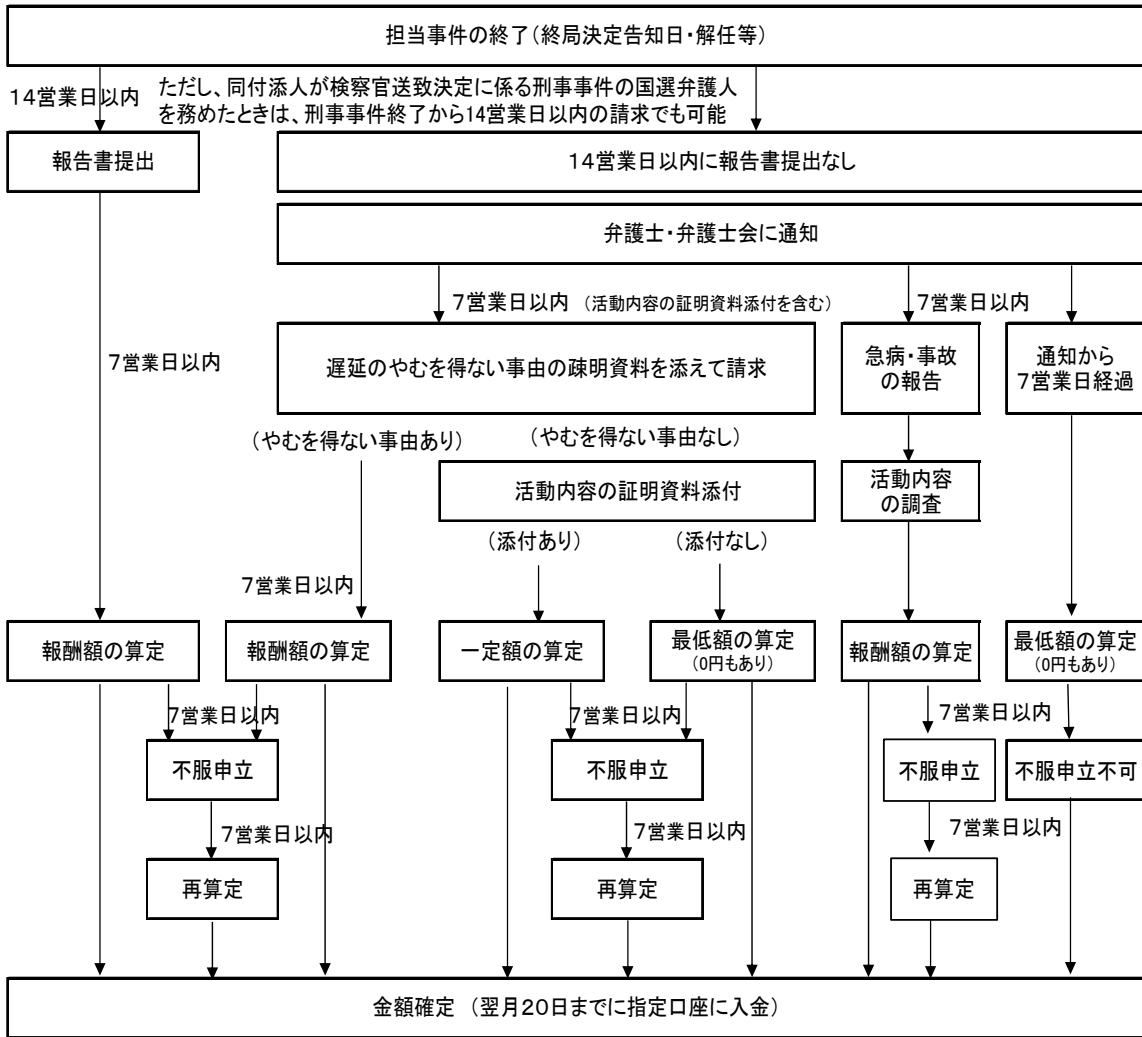 担当事件の終了（終局決定告知日・解任等）
14営業日以内
ただし、同付添人が検察官送致決定に係る刑事事件の国選弁護人
を務めたときは、刑事事件終了から14営業日以内の請求でも可能
報告書提出
14営業日以内に報告書提出なし
弁護士・弁護士会に通知
7営業日以内
（活動内容の証明資料添付を含む）
7営業日以内
7営業日以内
遅延のやむを得ない事由の疎明資料を添えて請求
急病・事故
の報告
通知から
7営業日経過
（やむを得ない事由あり）
（やむを得ない事由なし）
活動内容の証明資料添付
活動内容
の調査
（添付あり）
（添付なし）
7営業日以内
報酬額の算定
報酬額の算定
一定額の算定
最低額の算定
（0円もあり）
報酬額の算定
最低額の算定
（0円もあり）
7営業日以内
7営業日以内
7営業日以内
不服申立
不服申立
不服申立
不服申立不可
7営業日以内
7営業日以内
7営業日以内
再算定
再算定
再算定
金額確定 （翌月20日までに指定口座に入金）